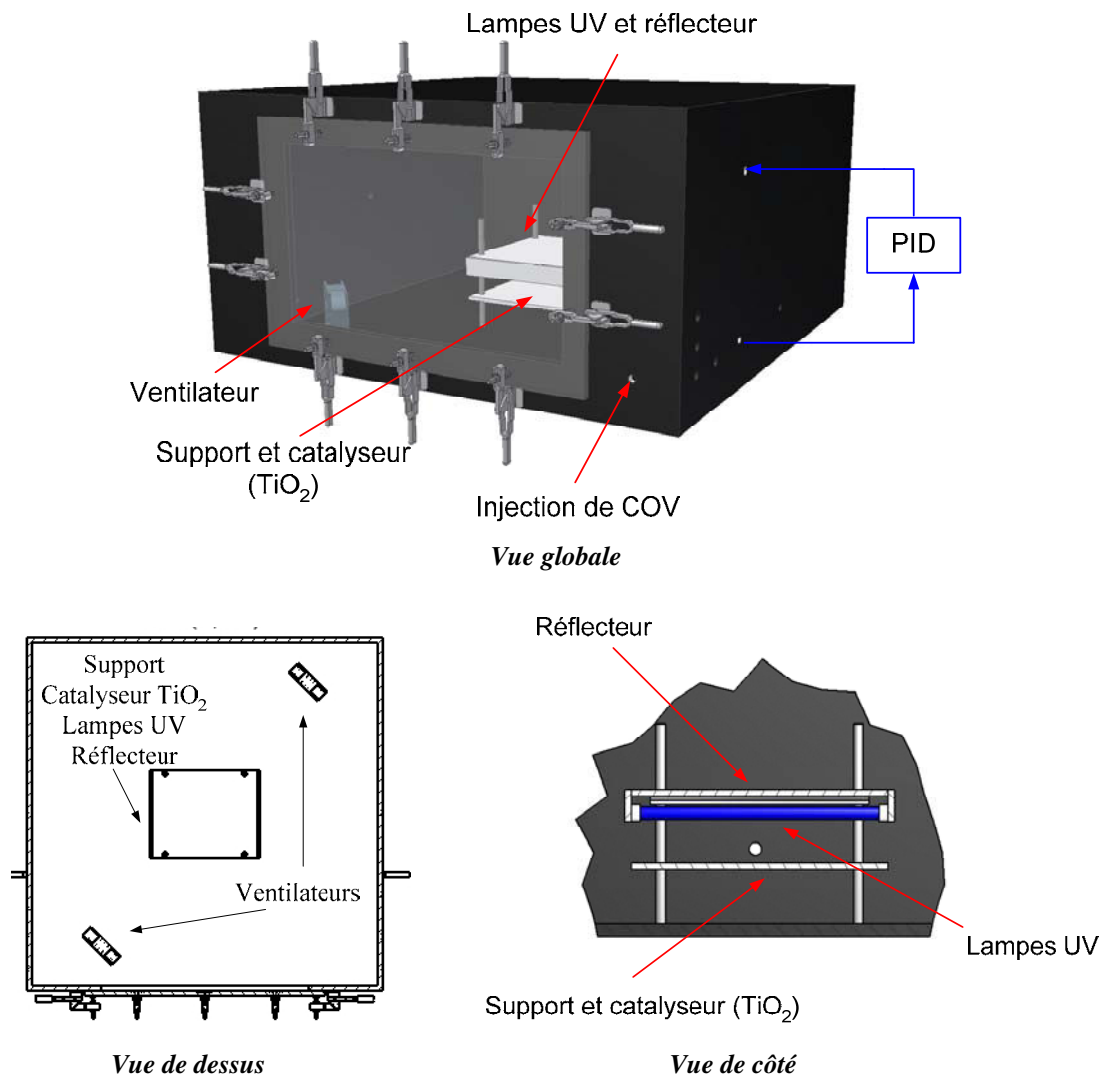 Lampes UV et réflecteur
PID
Ventilateur
Support et catalyseur
(TiO₂)
Injection de COV
Vue globale
Réflecteur
Support
Catalyseur TiO₂
Lampes UV
Réflecteur
Ventilateurs
Lampes UV
Support et catalyseur (TiO₂)
Vue de dessus
Vue de côté